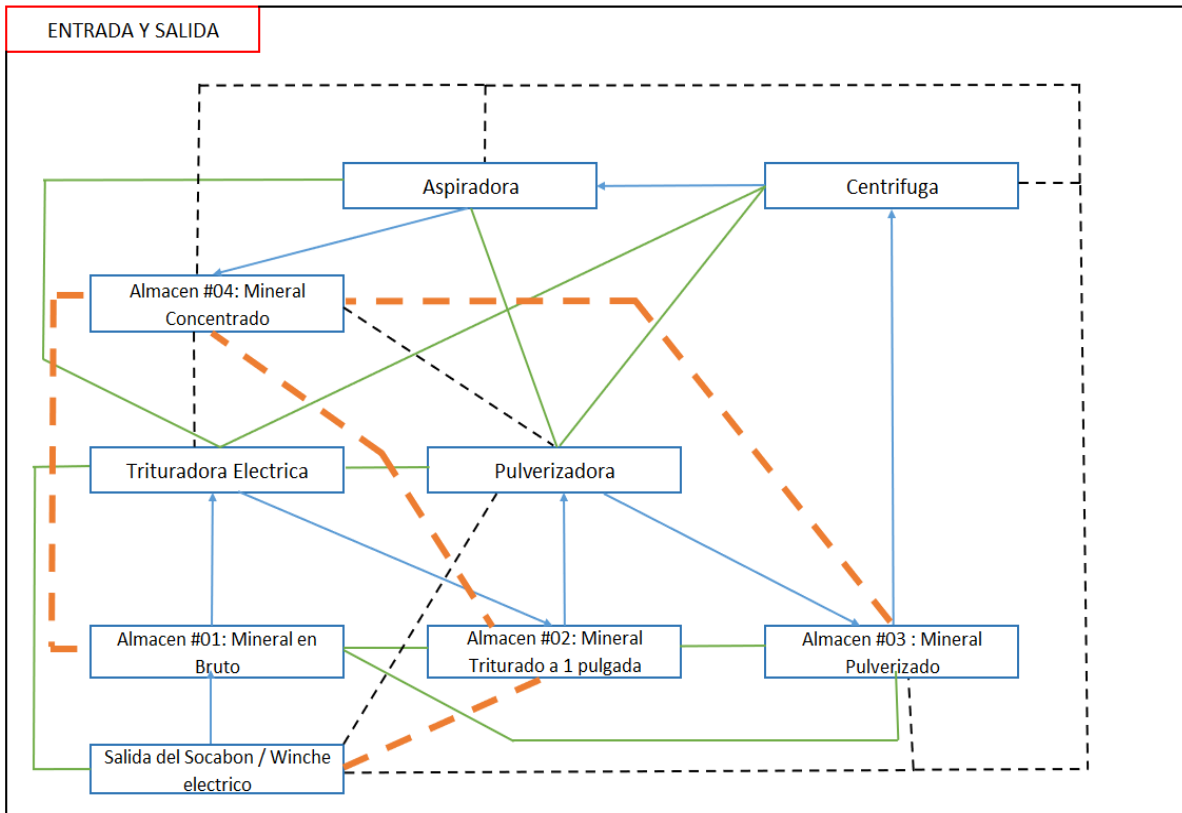 ENTRADA Y SALIDA
Aspiradora
Centrifuga
Almacen #04: Mineral
Concentrado
Trituradora Electrica
Pulverizadora
Almacen #01: Mineral en
Bruto
Almacen #02: Mineral
Triturado a 1 pulgada
Almacen #03 : Mineral
Pulverizado
Salida del Socabon / Winche
electrico